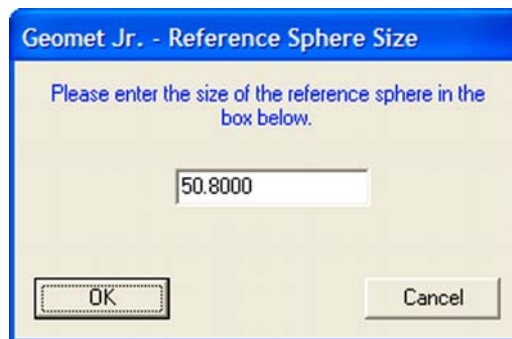 Geomet Jr. - Reference Sphere Size
Please enter the size of the reference sphere in the
box below.
50.8000
OK
Cancel